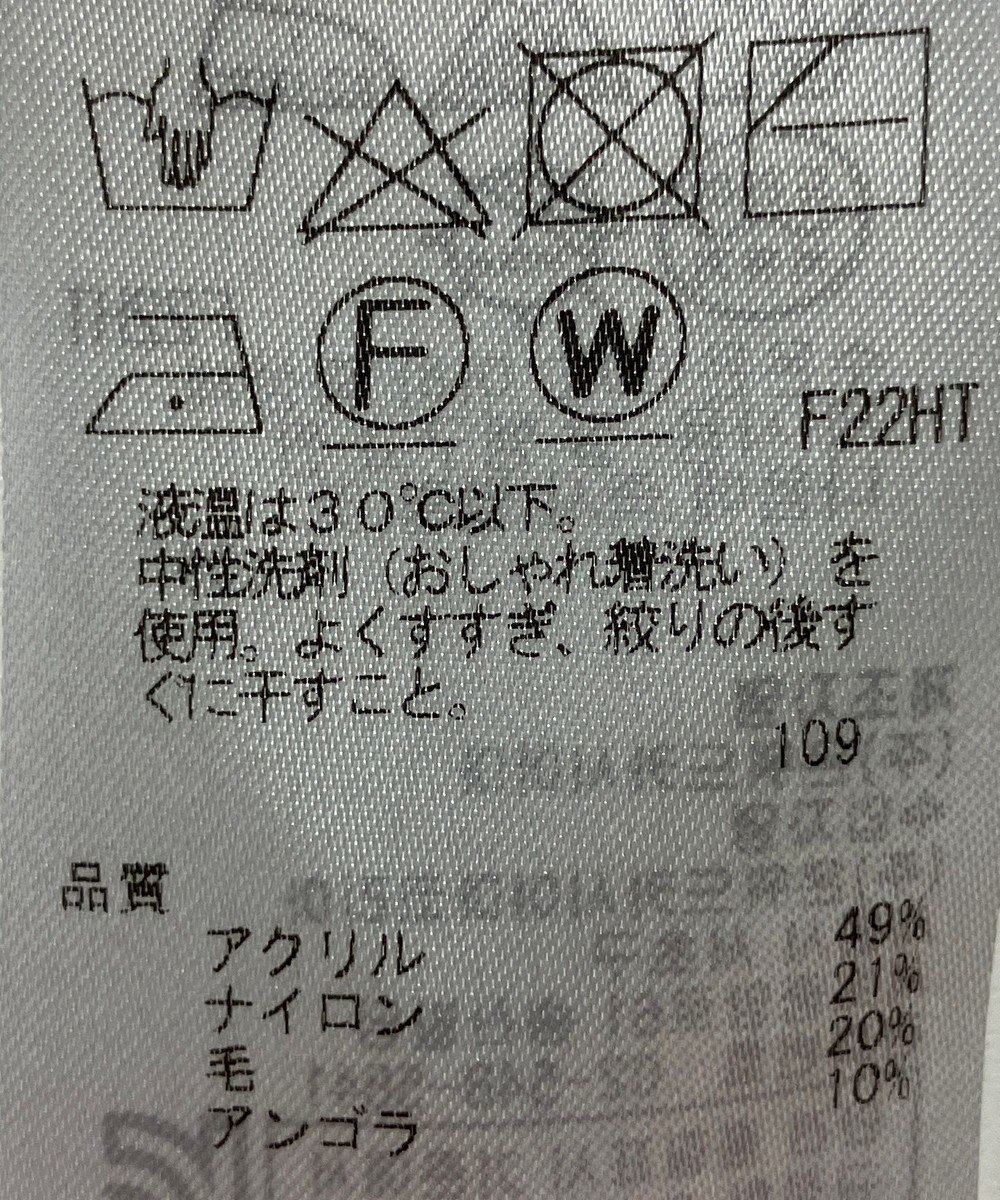 F
W
F22HT
液温は30℃以下。
中性洗剤(おしゃれ着洗い)を
使用。よくすすぎ、絞りの後す
ぐに干すこと。
109
品質
アクリル 49%
ナイロン 21%
毛 20%
アンゴラ 10%